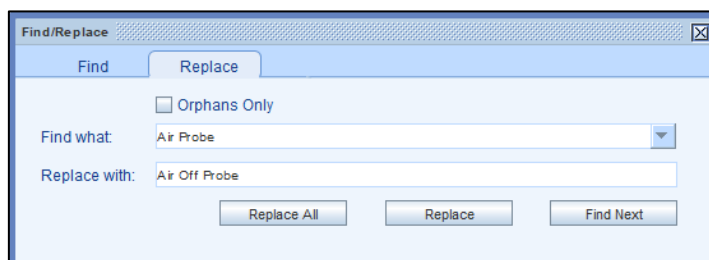 Find/Replace
Find Replace
Orphans Only
Find what: Air Probe
Replace with: Air Off Probe
Replace All Replace Find Next